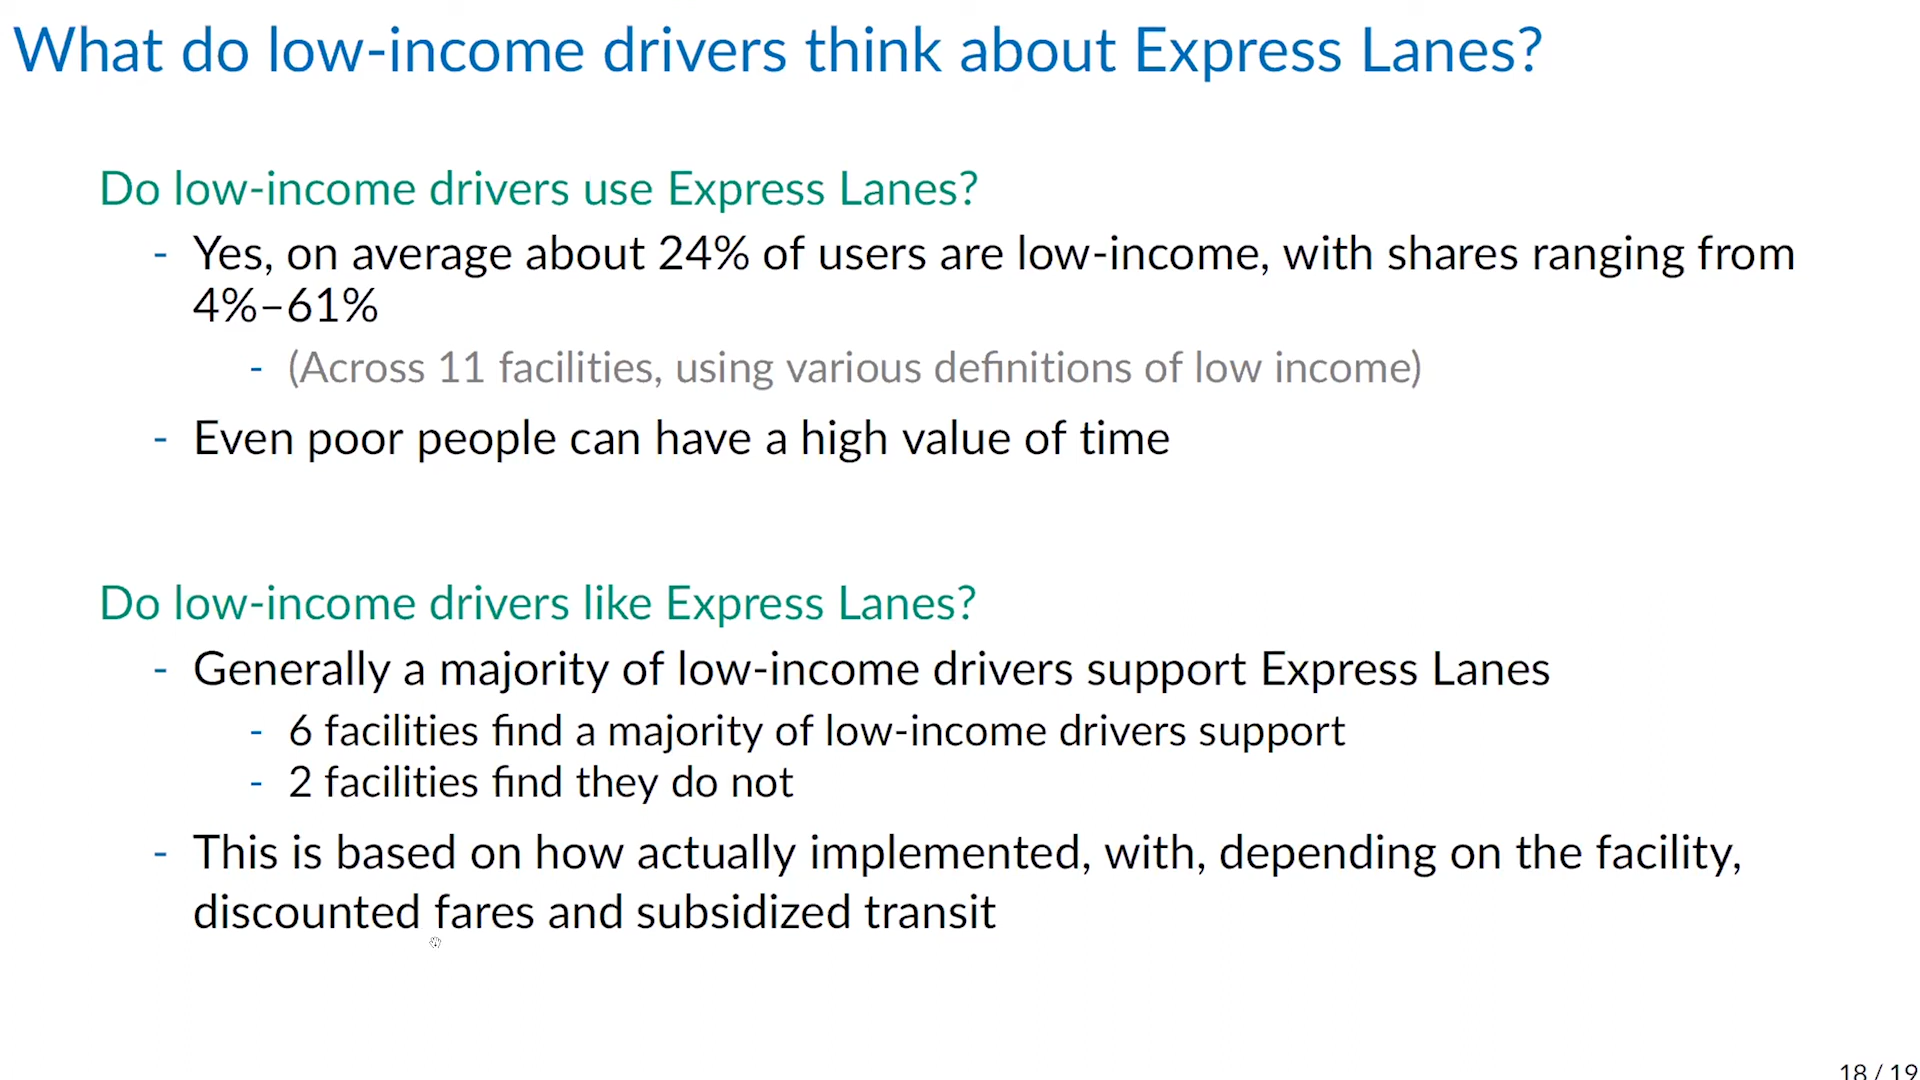 What do low-income drivers think about Express Lanes?
Do low-income drivers use Express Lanes?
- Yes, on average about 24% of users are low-income, with shares ranging from
4%–61%
- (Across 11 facilities, using various definitions of low income)
- Even poor people can have a high value of time
Do low-income drivers like Express Lanes?
- Generally a majority of low-income drivers support Express Lanes
- 6 facilities find a majority of low-income drivers support
- 2 facilities find they do not
- This is based on how actually implemented, with, depending on the facility,
discounted fares and subsidized transit
18 / 19